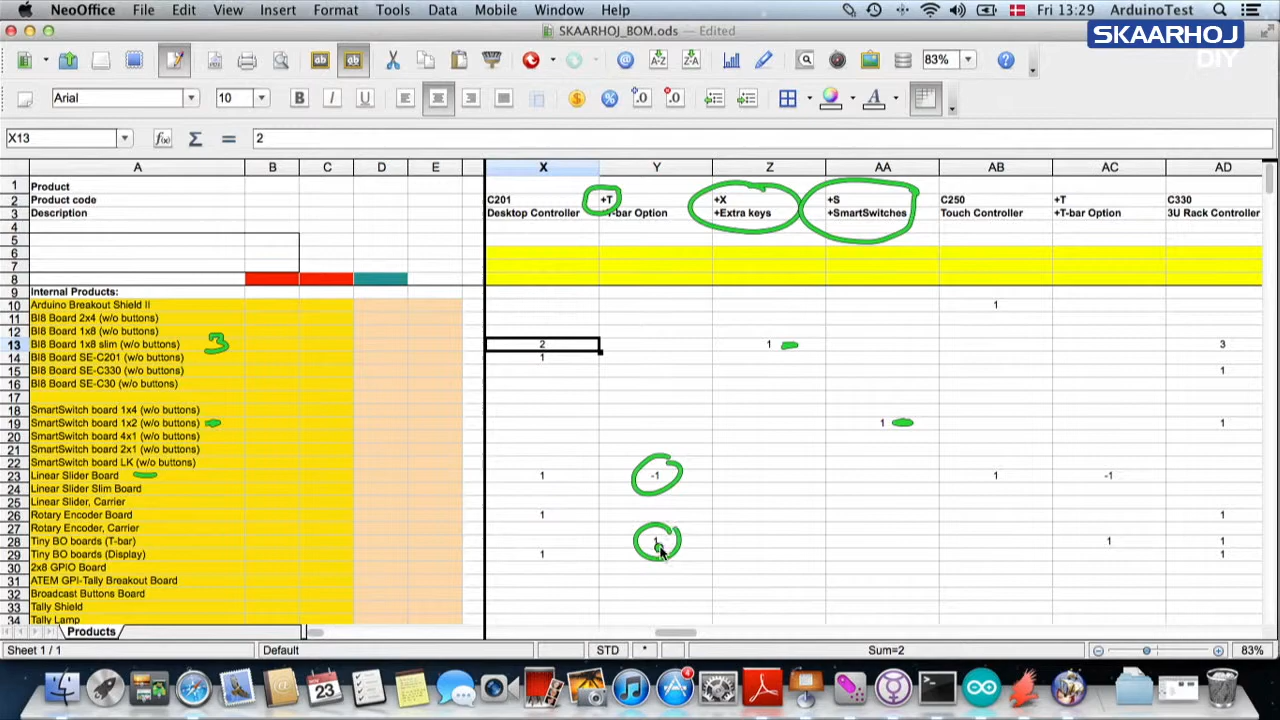 NeoOffice File Edit View Insert Format Tools Data Mobile Window Help Fri 13:29 ArduinoTest
SKAARHOJ_BOM.ods — Edited
SKAARHOJ
DIY
83%
Arial 10
X13 2
A B C D E X Y Z AA AB AC AD
1 Product
2 Product code C201 +T +X +S C250 +T C330
3 Description Desktop Controller T-bar Option +Extra keys +SmartSwitches Touch Controller +T-bar Option 3U Rack Controller
4
5
6
7
8
9 Internal Products:
10 Arduino Breakout Shield II 1
11 BI8 Board 2x4 (w/o buttons)
12 BI8 Board 1x8 (w/o buttons)
13 BI8 Board 1x8 slim (w/o buttons) 3 2 1 3
14 BI8 Board SE-C201 (w/o buttons) 1
15 BI8 Board SE-C330 (w/o buttons) 1
16 BI8 Board SE-C30 (w/o buttons)
17
18 SmartSwitch board 1x4 (w/o buttons)
19 SmartSwitch board 1x2 (w/o buttons) 1 1
20 SmartSwitch board 4x1 (w/o buttons)
21 SmartSwitch board 2x1 (w/o buttons)
22 SmartSwitch board LK (w/o buttons)
23 Linear Slider Board 1 -1 1 -1
24 Linear Slider Slim Board
25 Linear Slider, Carrier
26 Rotary Encoder Board 1 1
27 Rotary Encoder, Carrier
28 Tiny BO boards (T-bar) 1 1 1
29 Tiny BO boards (Display) 1 1
30 2x8 GPIO Board
31 ATEM GPI-Tally Breakout Board
32 Broadcast Buttons Board
33 Tally Shield
34 Tally Lamp
Products
Sheet 1 / 1 Default STD * Sum=2 83%
23
4